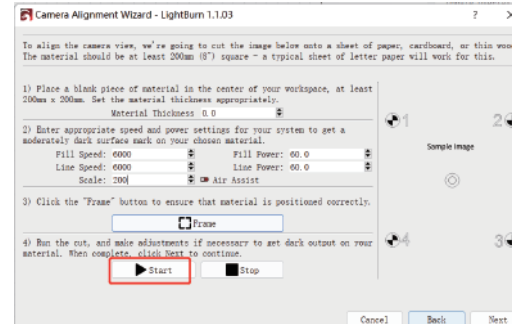 Camera Alignment Wizard - LightBurn 1.1.03
? X
To align the camera view, we're going to cut the image below onto a sheet of paper, cardboard, or thin
The material should be at least 200mm (8") square - a typical sheet of letter paper will work for this.
1) Place a blank piece of material in the center of your workspace, at least
200mm x 200mm. Set the material thickness appropriately.
Material Thickness 0.0
2) Enter appropriate speed and power settings for your system to get a
moderately dark surface mark on your chosen material.
Fill Speed: 6000 Fill Power: 60.0
Line Speed: 6000 Line Power: 60.0
Scale: 200 Air Assist
3) Click the "Frame" button to ensure that material is positioned correctly.
Frame
4) Run the cut, and make adjustments if necessary to get dark output on your
material. When complete, click Next to continue.
Start Stop
1 2
Sample Image
4 3
Cancel Back Next